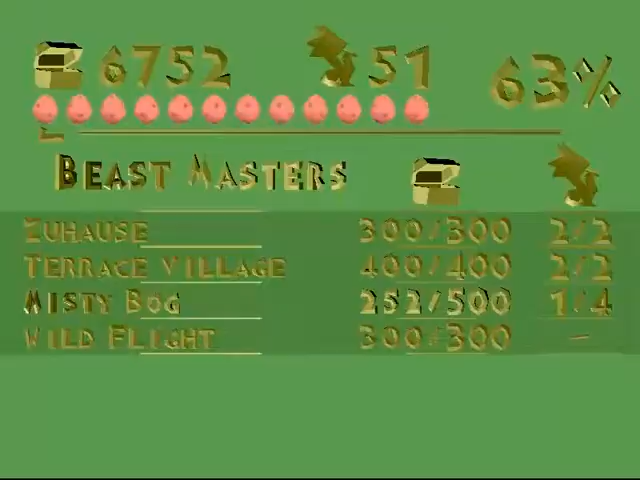 6752 51 63%
BEAST MASTERS
ZUHAUSE 300/300 2/2
TERRACE VILLAGE 400/400 2/2
MISTY BOG 252/500 1/4
WILD FLIGHT 300/300 –